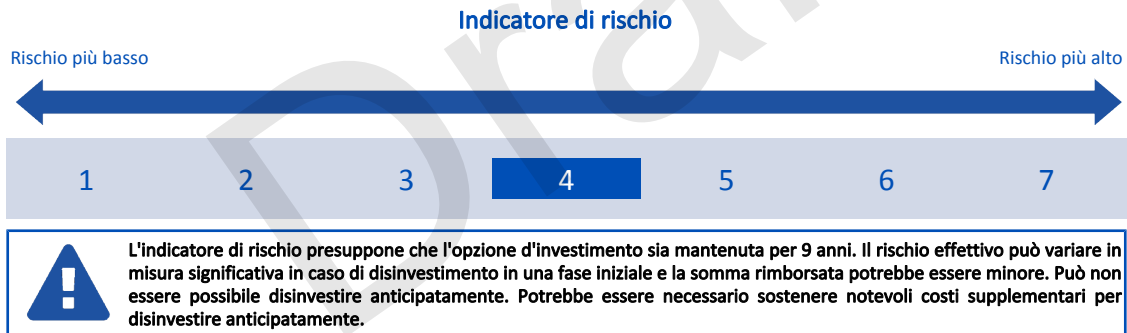 Indicatore di rischio
Rischio più basso
Rischio più alto
1 2 3 4 5 6 7
L'indicatore di rischio presuppone che l'opzione d'investimento sia mantenuta per 9 anni. Il rischio effettivo può variare in
misura significativa in caso di disinvestimento in una fase iniziale e la somma rimborsata potrebbe essere minore. Può non
essere possibile disinvestire anticipatamente. Potrebbe essere necessario sostenere notevoli costi supplementari per
disinvestire anticipatamente.